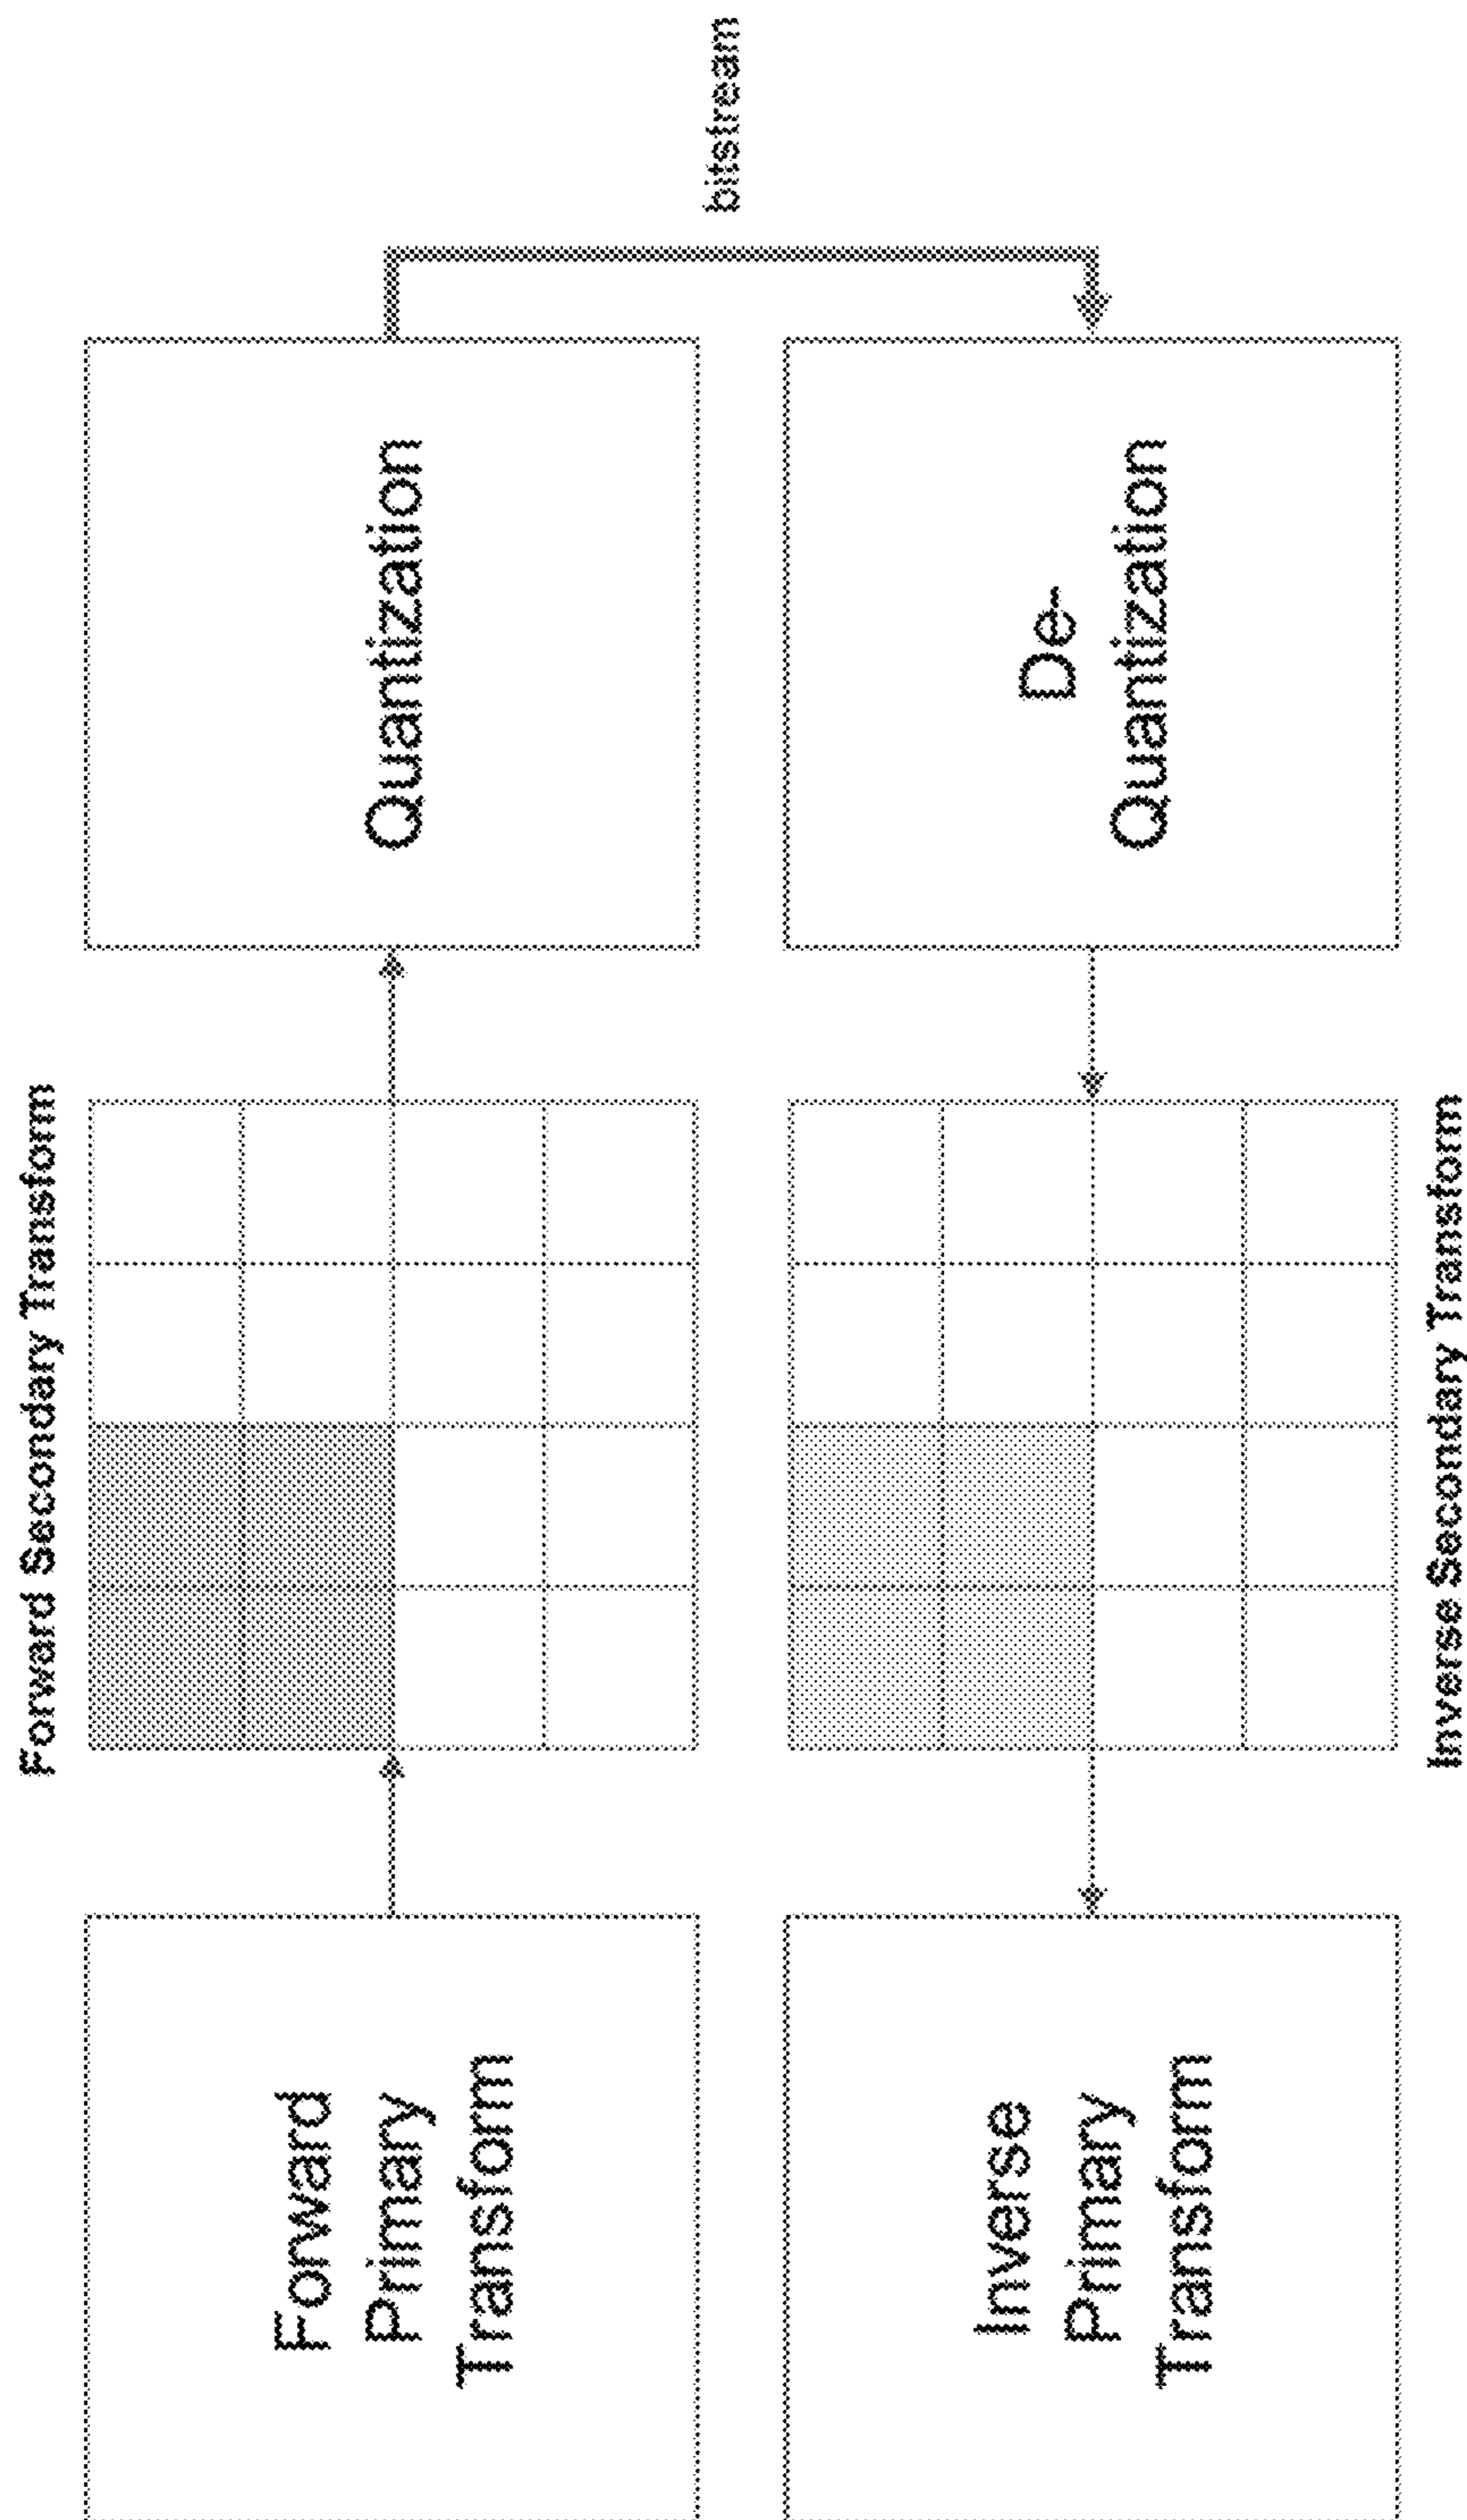 Forward Secondary Transform
Forward
Primary
Transform
Quantization
bitstream
Inverse
Primary
Transform
De-
Quantization
Inverse Secondary Transform